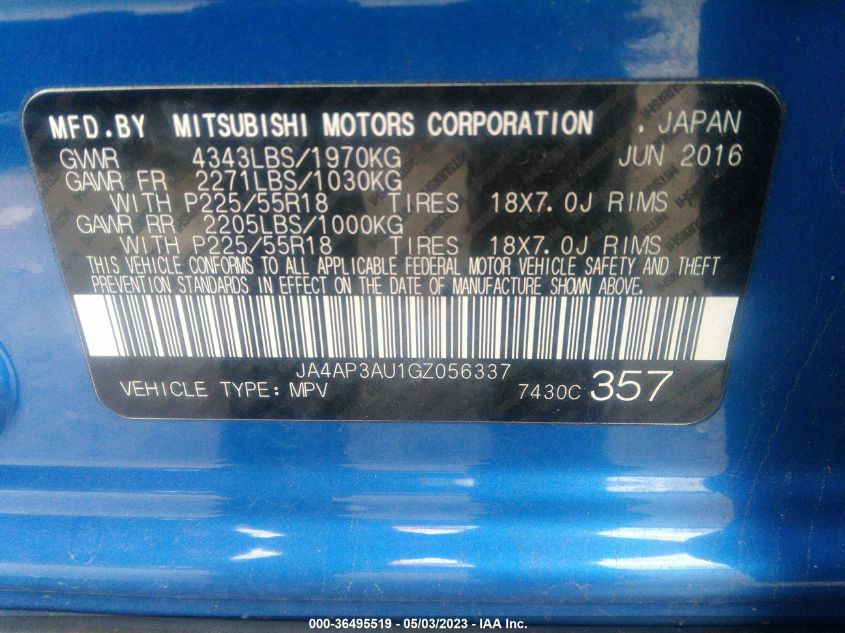 MFD.BY MITSUBISHI MOTORS CORPORATION . JAPAN
GVWR 4343LBS/1970KG JUN 2016
GAWR FR 2271LBS/1030KG
WITH P225/55R18 TIRES 18X7.0J RIMS
GAWR RR 2205LBS/1000KG
WITH P225/55R18 TIRES 18X7.0J RIMS
THIS VEHICLE CONFORMS TO ALL APPLICABLE FEDERAL MOTOR VEHICLE SAFETY AND THEFT
PREVENTION STANDARDS IN EFFECT ON THE DATE OF MANUFACTURE SHOWN ABOVE.
JA4AP3AU1GZ056337
VEHICLE TYPE: MPV 7430C 357
000-36495519 - 05/03/2023 - IAA Inc.